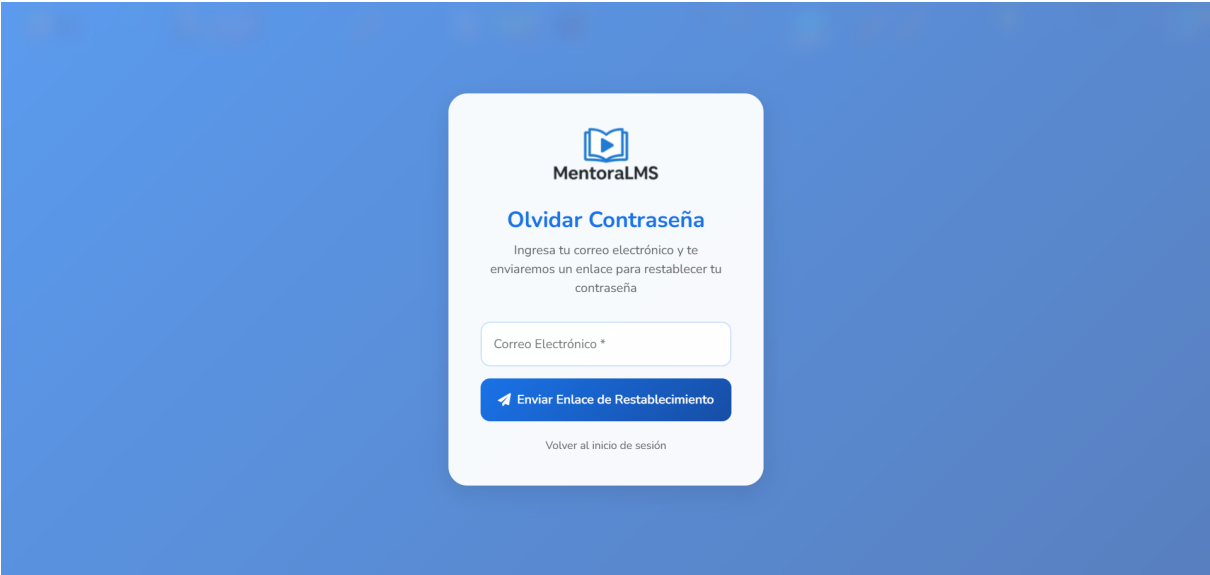 MentoraLMS
Olvidar Contraseña
Ingresa tu correo electrónico y te
enviaremos un enlace para restablecer tu
contraseña
Correo Electrónico *
Enviar Enlace de Restablecimiento
Volver al inicio de sesión